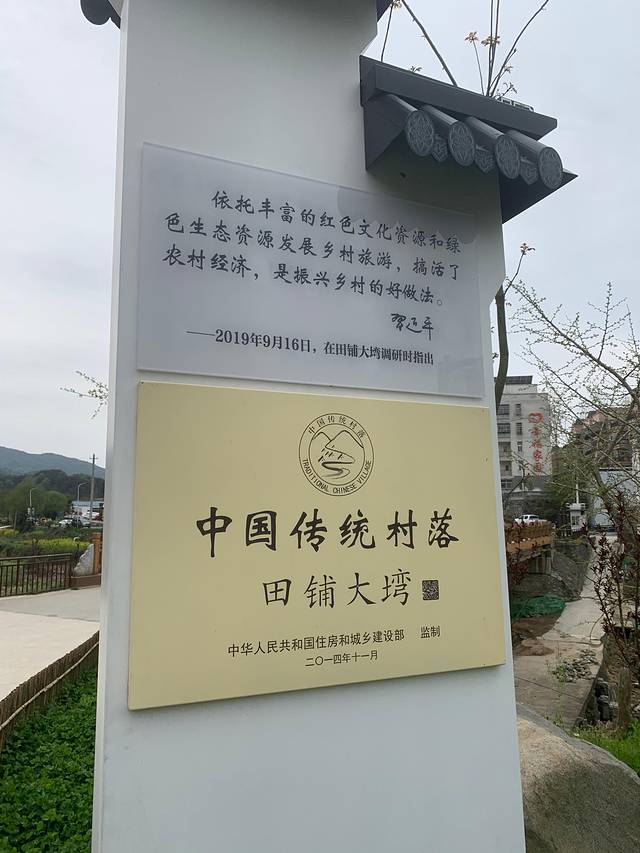 依托丰富的红色文化资源和绿
色生态资源发展乡村旅游，搞活了
农村经济，是振兴乡村的好做法。
习近平
——2019年9月16日，在田铺大塆调研时指出
中国传统村落
TRADITIONAL CHINESE VILLAGE
中国传统村落
田铺大塆
中华人民共和国住房和城乡建设部 监制
二〇一四年十一月
幸福家园